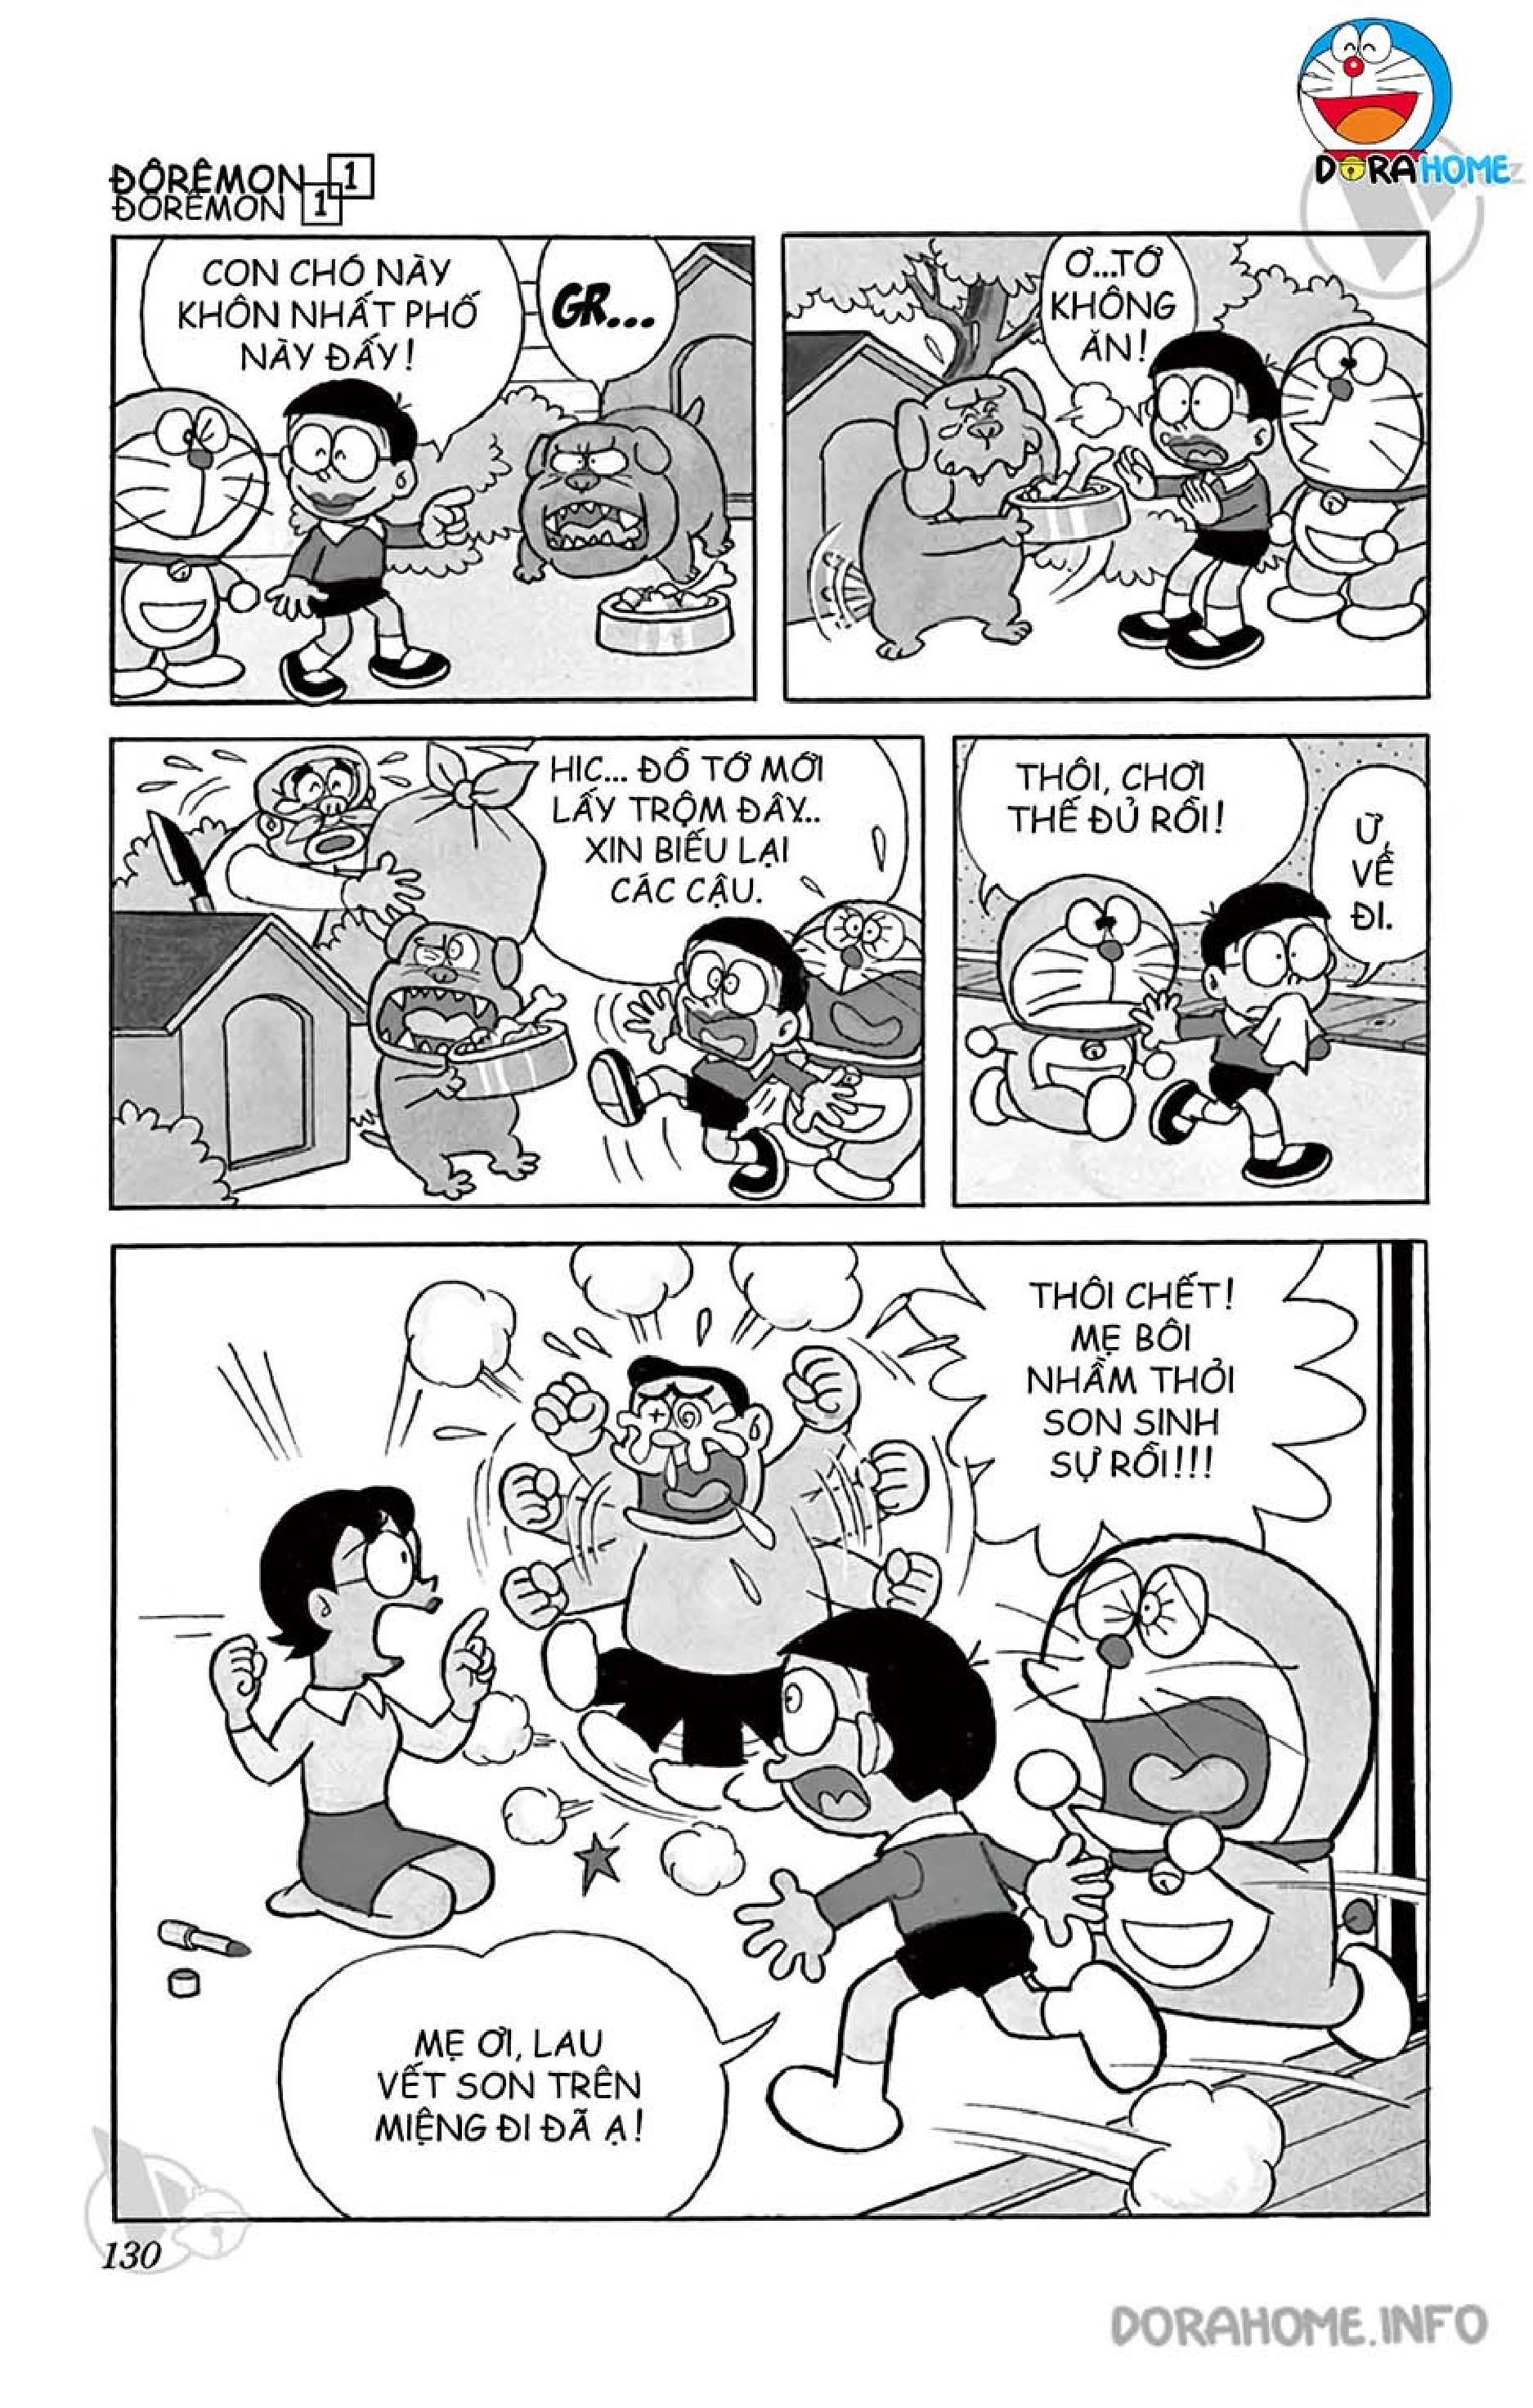 DORAHOME
ĐÔRÊMON 1
ĐÔRÊMON 1
CON CHÓ NÀY
KHÔN NHẤT PHỐ
NÀY ĐẤY!
GR...
Ơ...TỚ
KHÔNG
ĂN!
HIC... ĐỒ TỚ MỚI
LẤY TRỘM ĐÂY...
XIN BIẾU LẠI
CÁC CẬU.
THÔI, CHƠI
THẾ ĐỦ RỒI!
Ừ,
VỀ
ĐI.
THÔI CHẾT!
MẸ BÔI
NHẦM THỎI
SON SINH
SỰ RỒI!!!
MẸ ƠI, LAU
VẾT SON TRÊN
MIỆNG ĐI ĐÃ Ạ!
130
DORAHOME.INFO